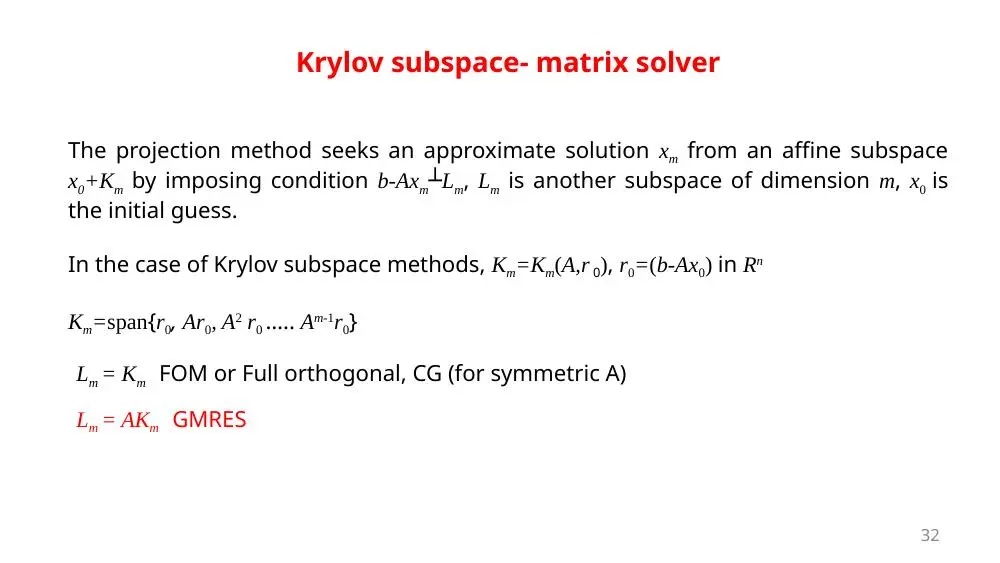 Krylov subspace- matrix solver
The projection method seeks an approximate solution xₘ from an affine subspace
x₀+Kₘ by imposing condition b-Axₘ┴Lₘ, Lₘ is another subspace of dimension m, x₀ is
the initial guess.
In the case of Krylov subspace methods, Kₘ=Kₘ(A,r ₀), r₀=(b-Ax₀) in Rⁿ
Kₘ=span{r₀, Ar₀, A² r₀ ..... Aᵐ⁻¹r₀}
Lₘ = Kₘ FOM or Full orthogonal, CG (for symmetric A)
Lₘ = AKₘ GMRES
32